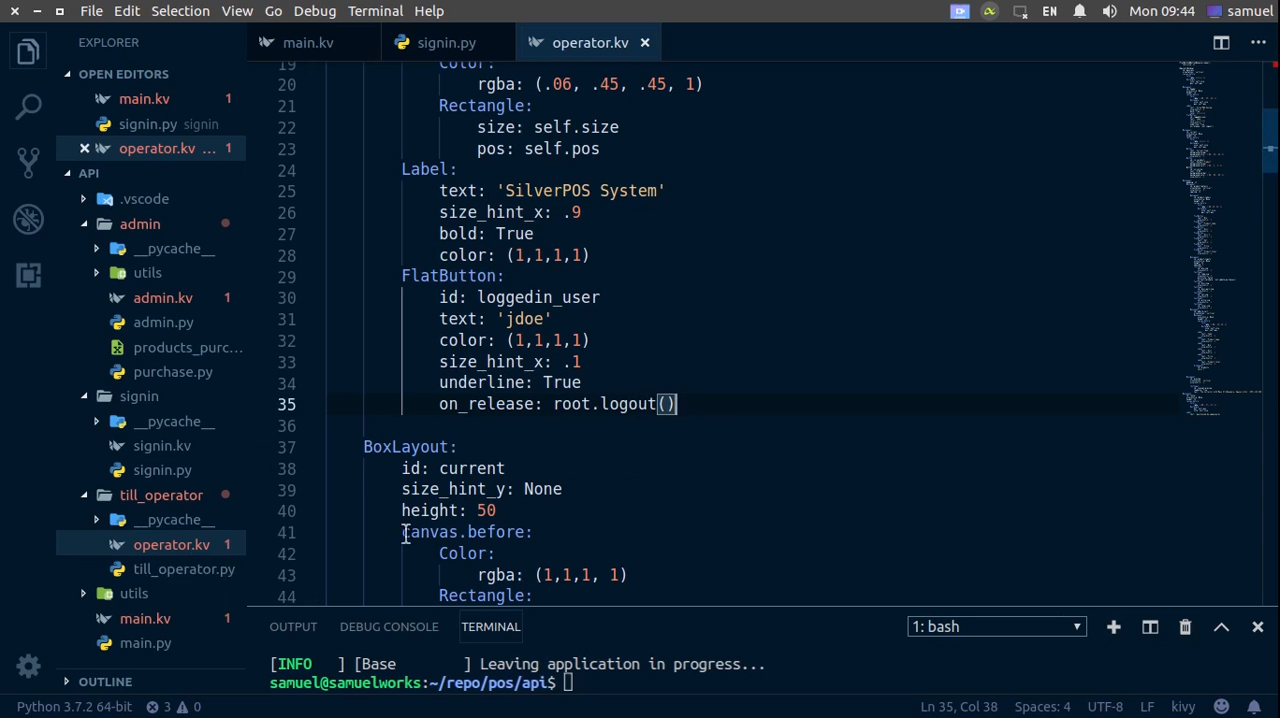 File Edit Selection View Go Debug Terminal Help EN Mon 09:44 samuel
EXPLORER
main.kv signin.py operator.kv
OPEN EDITORS
main.kv 1
signin.py signin
operator.kv ... 1
API
.vscode
admin
__pycache__
utils
admin.kv 1
admin.py
products_purc...
purchase.py
signin
__pycache__
signin.kv
signin.py
till_operator
__pycache__
operator.kv 1
till_operator.py
utils
main.kv 1
main.py
OUTLINE
19 Color:
20 rgba: (.06, .45, .45, 1)
21 Rectangle:
22 size: self.size
23 pos: self.pos
24 Label:
25 text: 'SilverPOS System'
26 size_hint_x: .9
27 bold: True
28 color: (1,1,1,1)
29 FlatButton:
30 id: loggedin_user
31 text: 'jdoe'
32 color: (1,1,1,1)
33 size_hint_x: .1
34 underline: True
35 on_release: root.logout()
36
37 BoxLayout:
38 id: current
39 size_hint_y: None
40 height: 50
41 canvas.before:
42 Color:
43 rgba: (1,1,1, 1)
44 Rectangle:
OUTPUT DEBUG CONSOLE TERMINAL 1: bash
[INFO ] [Base ] Leaving application in progress...
samuel@samuelworks:~/repo/pos/api$
Python 3.7.2 64-bit 3 0 Ln 35, Col 38 Spaces: 4 UTF-8 LF kivy